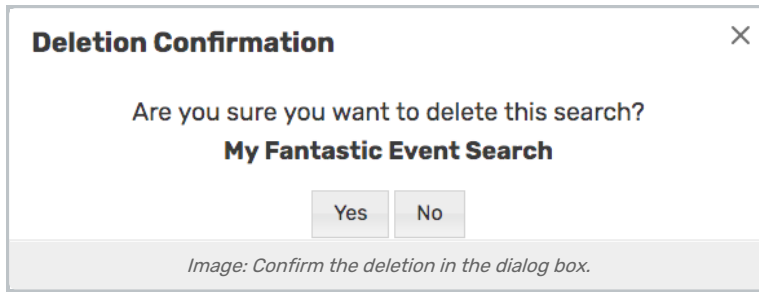 Deletion Confirmation
Are you sure you want to delete this search?
My Fantastic Event Search
Yes No
Image: Confirm the deletion in the dialog box.